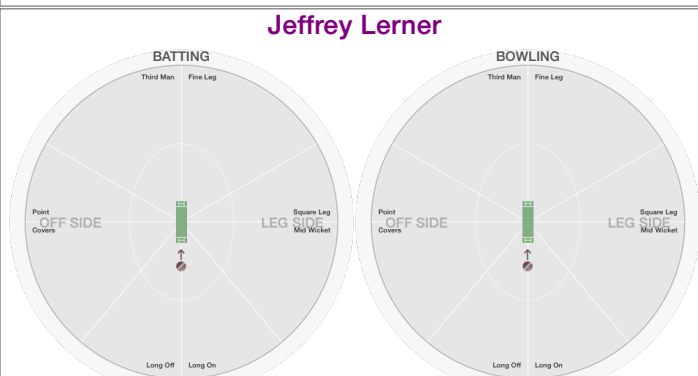 Jeffrey Lerner
BATTING
Third Man Fine Leg
Point Square Leg
OFF SIDE LEG SIDE
Covers Mid Wicket
Long Off Long On
BOWLING
Third Man Fine Leg
Point Square Leg
OFF SIDE LEG SIDE
Covers Mid Wicket
Long Off Long On